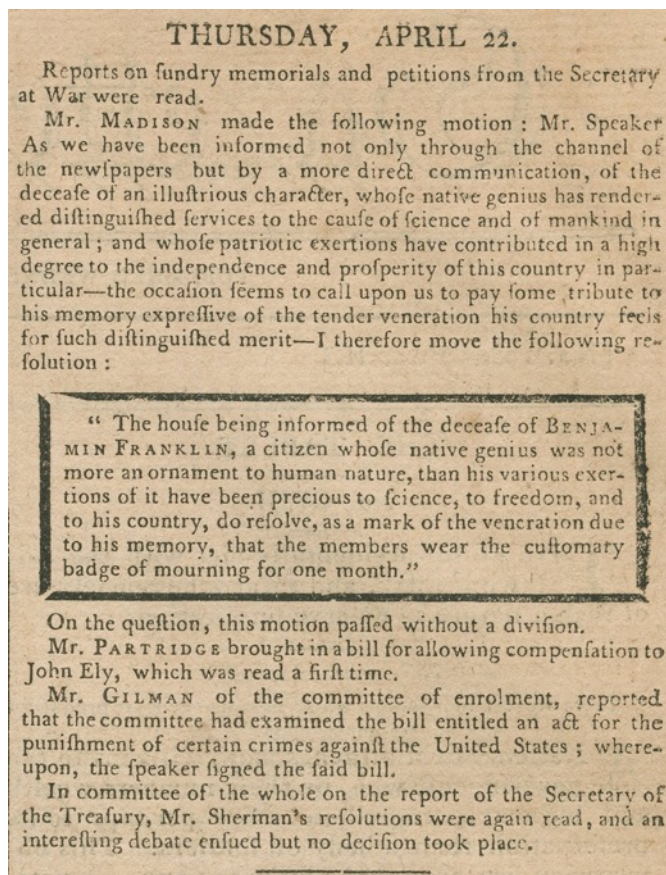 THURSDAY, APRIL 22.
Reports on ſundry memorials and petitions from the Secretary
at War were read.
Mr. MADISON made the following motion : Mr. Speaker
As we have been informed not only through the channel of
the newſpapers but by a more direct communication, of the
deceaſe of an illuſtrious character, whoſe native genius has render-
ed diſtinguiſhed ſervices to the cauſe of ſcience and of mankind in
general ; and whoſe patriotic exertions have contributed in a high
degree to the independence and proſperity of this country in par-
ticular—the occaſion ſeems to call upon us to pay ſome tribute to
his memory expreſſive of the tender veneration his country feels
for ſuch diſtinguiſhed merit—I therefore move the following re-
ſolution :
“ The houſe being informed of the deceaſe of BENJA-
MIN FRANKLIN, a citizen whoſe native genius was not
more an ornament to human nature, than his various exer-
tions of it have been precious to ſcience, to freedom, and
to his country, do reſolve, as a mark of the veneration due
to his memory, that the members wear the cuſtomary
badge of mourning for one month.”
On the queſtion, this motion paſſed without a diviſion.
Mr. PARTRIDGE brought in a bill for allowing compenſation to
John Ely, which was read a firſt time.
Mr. GILMAN of the committee of enrolment, reported
that the committee had examined the bill entitled an act for the
puniſhment of certain crimes againſt the United States ; where-
upon, the ſpeaker ſigned the ſaid bill.
In committee of the whole on the report of the Secretary of
the Treaſury, Mr. Sherman's reſolutions were again read, and an
intereſting debate enſued but no deciſion took place.